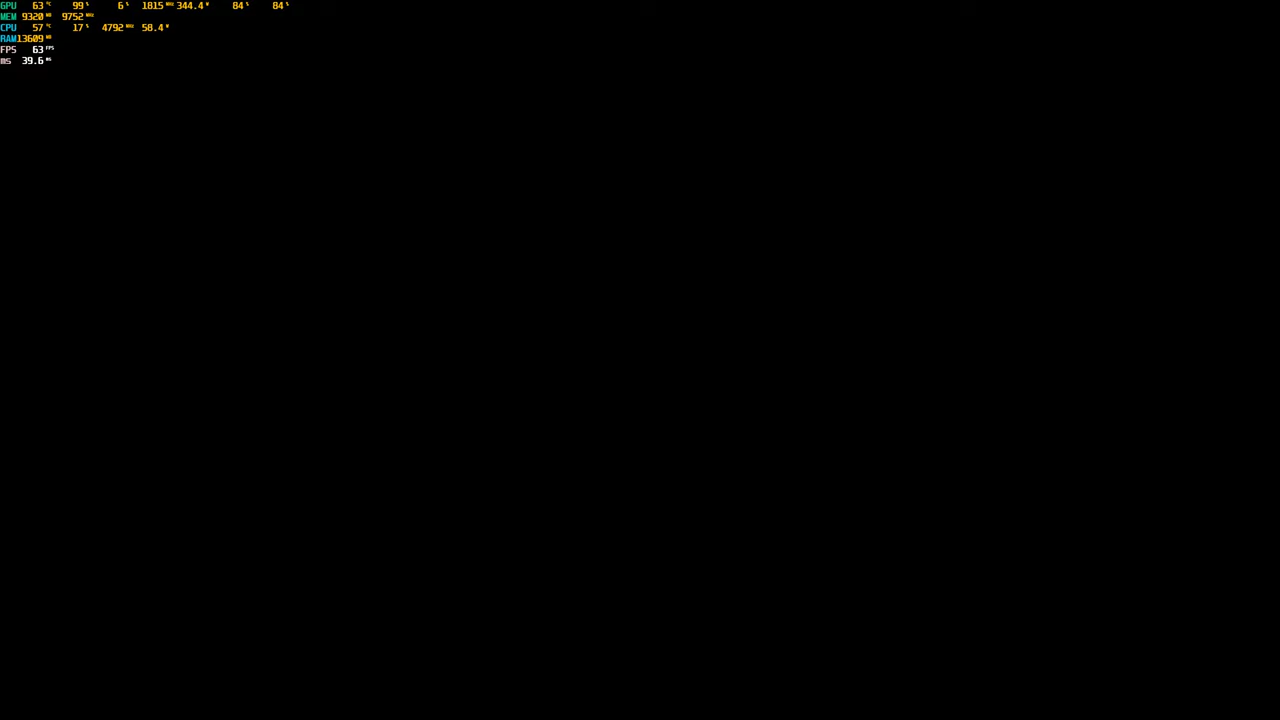 GPU 63 °C 99 % 6 % 1815 MHz 344.4 W 84 % 84 %
MEM 9320 MB 9752 MHz
CPU 57 °C 17 % 4792 MHz 58.4 W
RAM 13609 MB
FPS 63 FPS
ms 39.6 ms